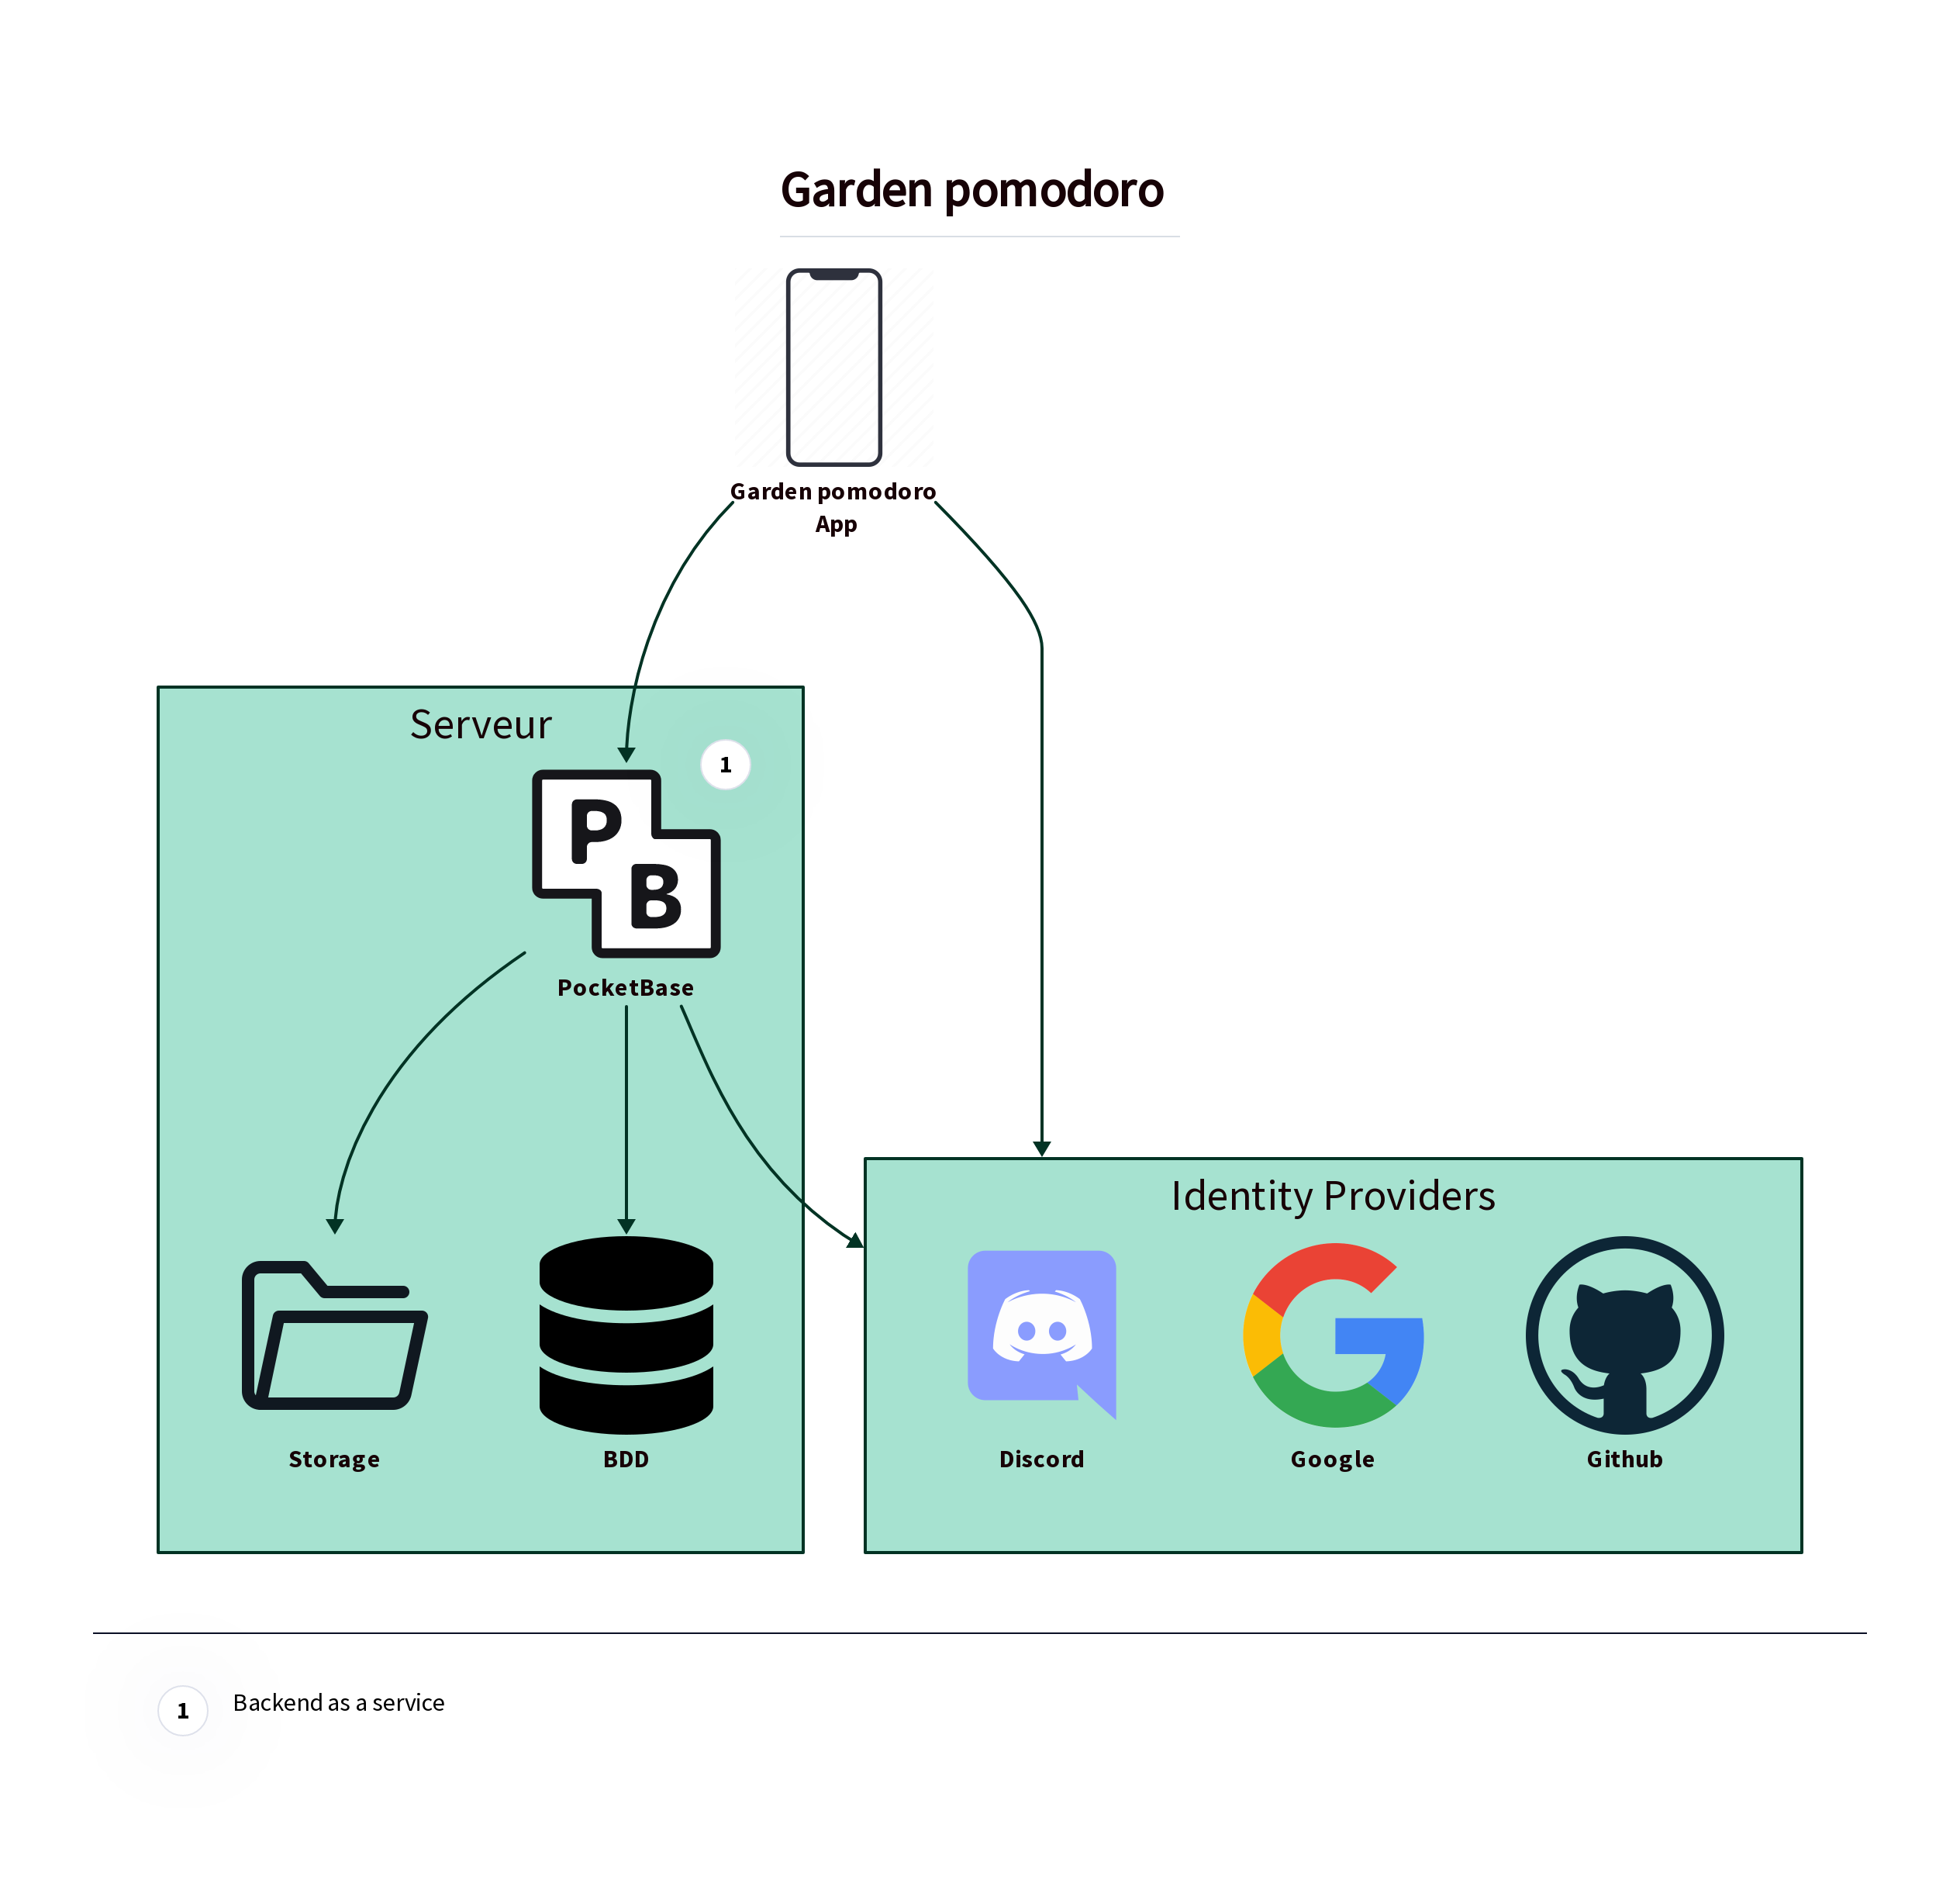 Garden pomodoro
Garden pomodoro
App
Serveur
1
P
B
PocketBase
Identity Providers
Storage
BDD
Discord
Google
Github
1
Backend as a service